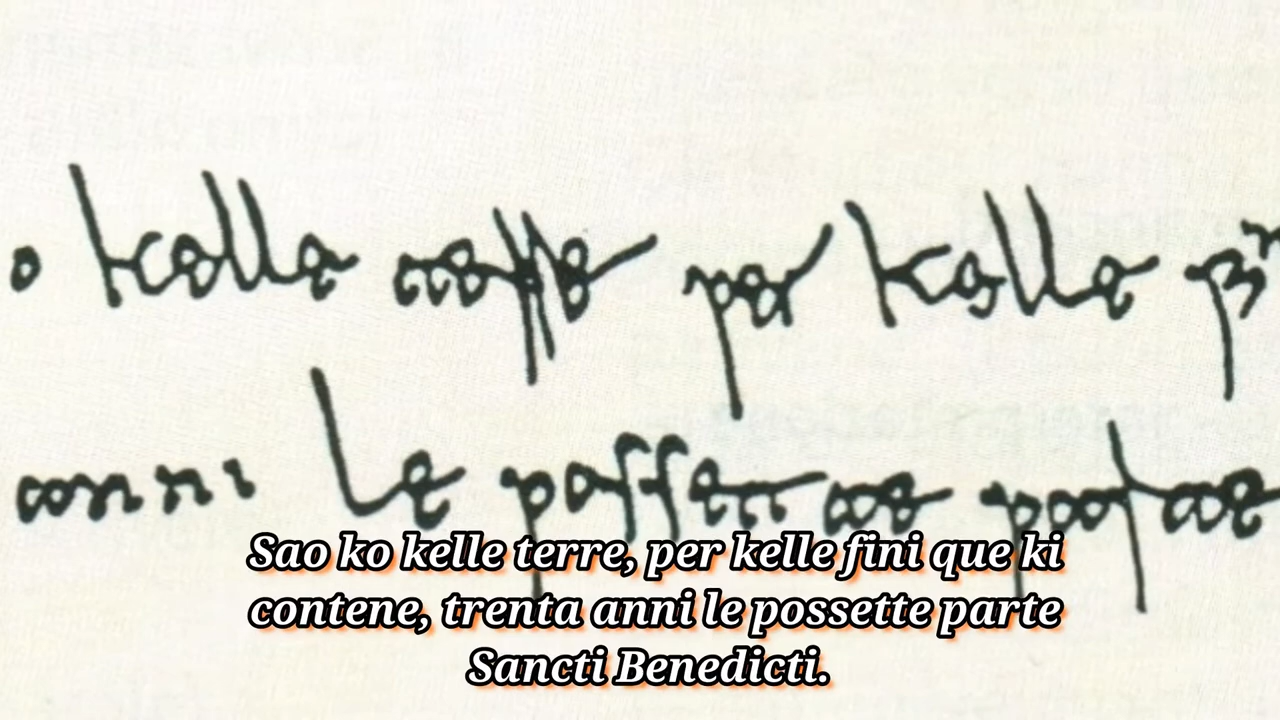 o kelle terre per kelle
anni le possette parte
Sao ko kelle terre, per kelle fini que ki
contene, trenta anni le possette parte
Sancti Benedicti.